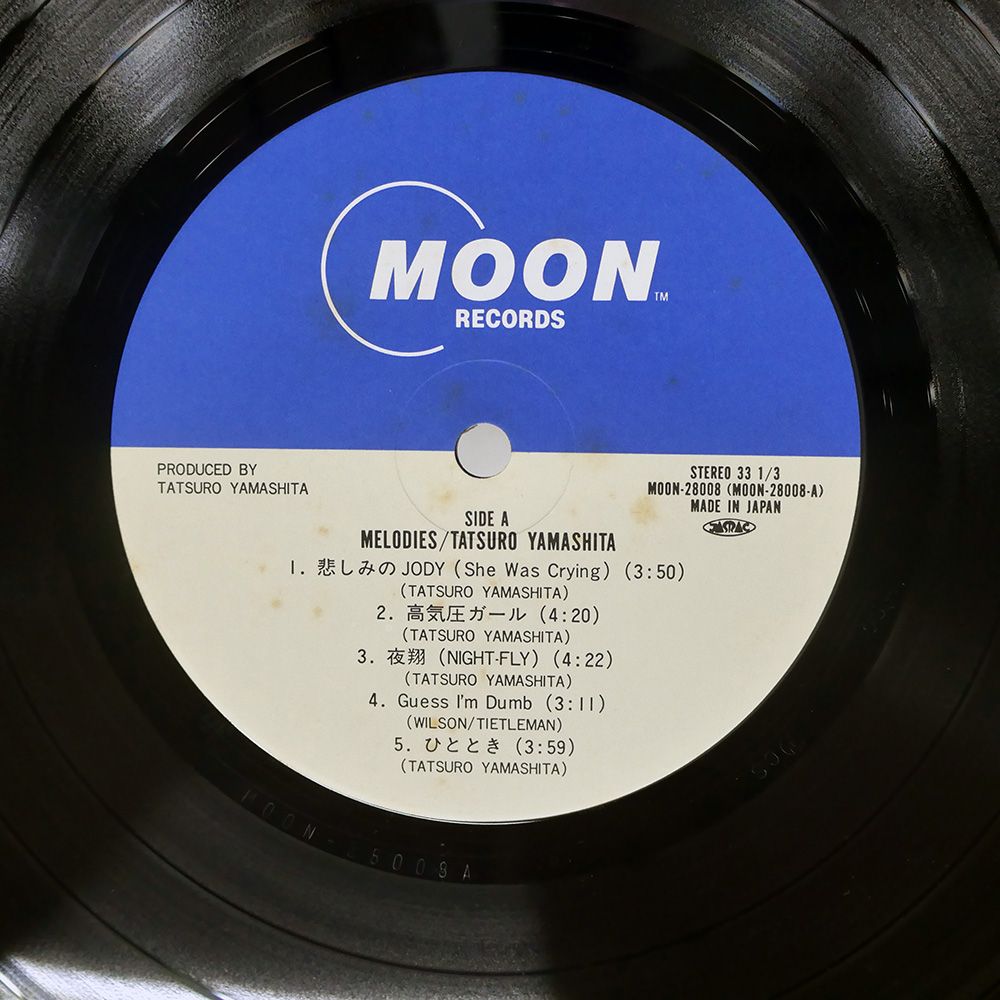 MOON TM
RECORDS
PRODUCED BY
TATSURO YAMASHITA
STEREO 33 1/3
MOON-28008 (MOON-28008-A)
MADE IN JAPAN
JASRAC
SIDE A
MELODIES/TATSURO YAMASHITA
1. 悲しみのJODY (She Was Crying) (3:50)
(TATSURO YAMASHITA)
2. 高気圧ガール (4:20)
(TATSURO YAMASHITA)
3. 夜翔 (NIGHT-FLY) (4:22)
(TATSURO YAMASHITA)
4. Guess I'm Dumb (3:11)
(WILSON/TIETLEMAN)
5. ひととき (3:59)
(TATSURO YAMASHITA)